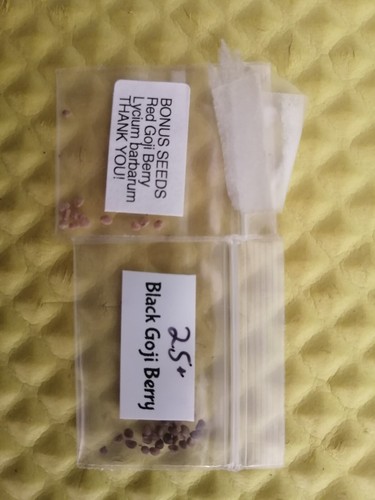 BONUS SEEDS
Red Goji Berry
Lycium barbarum
THANK YOU!
25+
Black Goji Berry